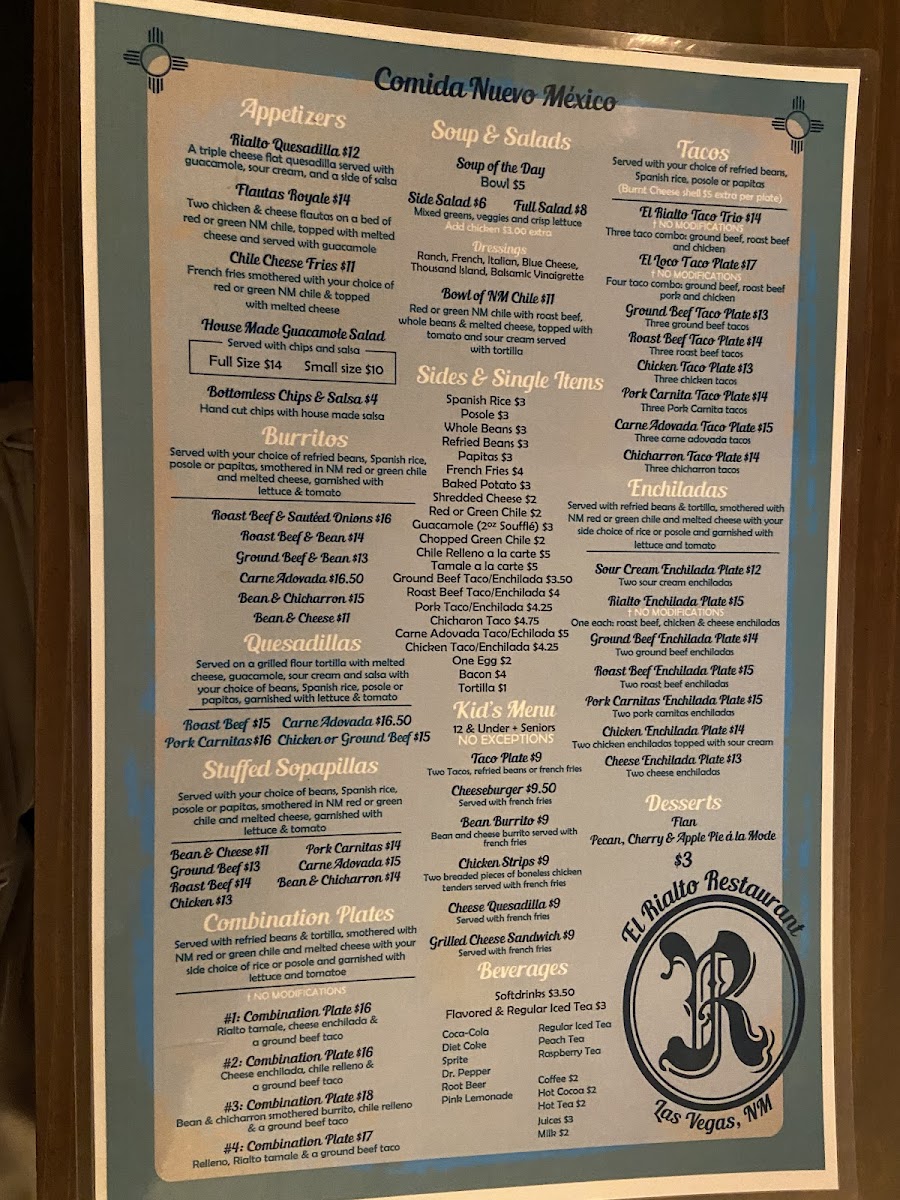 Comida Nuevo México
Appetizers
Rialto Quesadilla $12
A triple cheese flat quesadilla served with
guacamole, sour cream, and a side of salsa
Flautas Royale $14
Two chicken & cheese flautas on a bed of
red or green NM chile, topped with melted
cheese and served with guacamole
Chile Cheese Fries $11
French fries smothered with your choice of
red or green NM chile & topped
with melted cheese
House Made Guacamole Salad
Served with chips and salsa
Full Size $14 Small size $10
Bottomless Chips & Salsa $4
Hand cut chips with house made salsa
Burritos
Served with your choice of refried beans, Spanish rice,
posole or papitas, smothered in NM red or green chile
and melted cheese, garnished with
lettuce & tomato
Roast Beef & Sautéed Onions $16
Roast Beef & Bean $14
Ground Beef & Bean $13
Carne Adovada $16.50
Bean & Chicharron $15
Bean & Cheese $11
Quesadillas
Served on a grilled flour tortilla with melted
cheese, guacamole, sour cream and salsa with
your choice of beans, Spanish rice, posole or
papitas, garnished with lettuce & tomato
Roast Beef $15 Carne Adovada $16.50
Pork Carnitas $16 Chicken or Ground Beef $15
Stuffed Sopapillas
Served with your choice of beans, Spanish rice,
posole or papitas, smothered in NM red or green
chile and melted cheese, garnished with
lettuce & tomato
Bean & Cheese $11 Pork Carnitas $14
Ground Beef $13 Carne Adovada $15
Roast Beef $14 Bean & Chicharron $14
Chicken $13
Combination Plates
Served with refried beans & tortilla, smothered with
NM red or green chile and melted cheese with your
side choice of rice or posole and garnished with
lettuce and tomatoe
† NO MODIFICATIONS
#1: Combination Plate $16
Rialto tamale, cheese enchilada &
a ground beef taco
#2: Combination Plate $16
Cheese enchilada, chile relleno &
a ground beef taco
#3: Combination Plate $18
Bean & chicharron smothered burrito, chile relleno
& a ground beef taco
#4: Combination Plate $17
Relleno, Rialto tamale & a ground beef taco
Soup & Salads
Soup of the Day
Bowl $5
Side Salad $6 Full Salad $8
Mixed greens, veggies and crisp lettuce
Add chicken $3.00 extra
Dressings
Ranch, French, Italian, Blue Cheese,
Thousand Island, Balsamic Vinaigrette
Bowl of NM Chile $11
Red or green NM chile with roast beef,
whole beans & melted cheese, topped with
tomato and sour cream served
with tortilla
Sides & Single Items
Spanish Rice $3
Posole $3
Whole Beans $3
Refried Beans $3
Papitas $3
French Fries $4
Baked Potato $3
Shredded Cheese $2
Red or Green Chile $2
Guacamole (2oz Soufflé) $3
Chopped Green Chile $2
Chile Relleno a la carte $5
Tamale a la carte $5
Ground Beef Taco/Enchilada $3.50
Roast Beef Taco/Enchilada $4
Pork Taco/Enchilada $4.25
Chicharon Taco $4.75
Carne Adovada Taco/Echilada $5
Chicken Taco/Enchilada $4.25
One Egg $2
Bacon $4
Tortilla $1
Kid's Menu
12 & Under + Seniors
NO EXCEPTIONS
Taco Plate $9
Two Tacos, refried beans or french fries
Cheeseburger $9.50
Served with french fries
Bean Burrito $9
Bean and cheese burrito served with
french fries
Chicken Strips $9
Two breaded pieces of boneless chicken
tenders served with french fries
Cheese Quesadilla $9
Served with french fries
Grilled Cheese Sandwich $9
Served with french fries
Beverages
Softdrinks $3.50
Flavored & Regular Iced Tea $3
Coca-Cola
Diet Coke
Sprite
Dr. Pepper
Root Beer
Pink Lemonade
Regular Iced Tea
Peach Tea
Raspberry Tea
Coffee $2
Hot Cocoa $2
Hot Tea $2
Juices $3
Milk $2
Tacos
Served with your choice of refried beans,
Spanish rice, posole or papitas
(Burnt Cheese shell $5 extra per plate)
El Rialto Taco Trio $14
† NO MODIFICATIONS
Three taco combo: ground beef, roast beef
and chicken
El Loco Taco Plate $17
† NO MODIFICATIONS
Four taco combo: ground beef, roast beef
pork and chicken
Ground Beef Taco Plate $13
Three ground beef tacos
Roast Beef Taco Plate $14
Three roast beef tacos
Chicken Taco Plate $13
Three chicken tacos
Pork Carnita Taco Plate $14
Three Pork Carnita tacos
Carne Adovada Taco Plate $15
Three carne adovada tacos
Chicharron Taco Plate $14
Three chicharron tacos
Enchiladas
Served with refried beans & tortilla, smothered with
NM red or green chile and melted cheese with your
side choice of rice or posole and garnished with
lettuce and tomato
Sour Cream Enchilada Plate $12
Two sour cream enchiladas
Rialto Enchilada Plate $15
† NO MODIFICATIONS
One each: roast beef, chicken & cheese enchiladas
Ground Beef Enchilada Plate $14
Two ground beef enchiladas
Roast Beef Enchilada Plate $15
Two roast beef enchiladas
Pork Carnitas Enchilada Plate $15
Two pork carnitas enchiladas
Chicken Enchilada Plate $14
Two chicken enchiladas topped with sour cream
Cheese Enchilada Plate $13
Two cheese enchiladas
Desserts
Flan
Pecan, Cherry & Apple Pie á la Mode
$3
El Rialto Restaurant
R
Las Vegas, NM